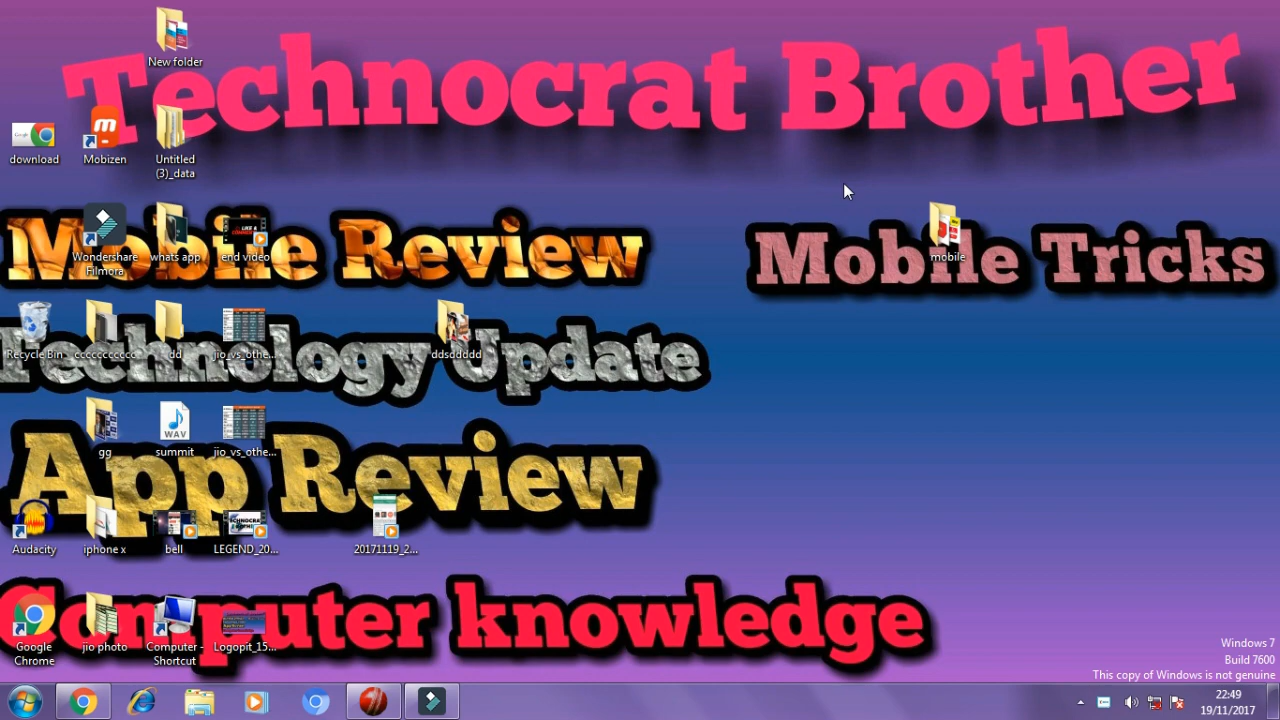 Technocrat Brother
Mobile Review
Mobile Tricks
Technology Update
App Review
Computer knowledge
New folder
download
Mobizen
Untitled
(3)_data
Wondershare
Filmora
whats app
end video
mobile
Recycle Bin
ccccccccccc
dd
jio_vs_othe...
ddsddddd
gg
summit
WAV
jio_vs_othe...
Audacity
iphone x
bell
LEGEND_20...
20171119_2...
Google
Chrome
jio photo
Computer -
Shortcut
Logopit_15...
Windows 7
Build 7600
This copy of Windows is not genuine
22:49
19/11/2017